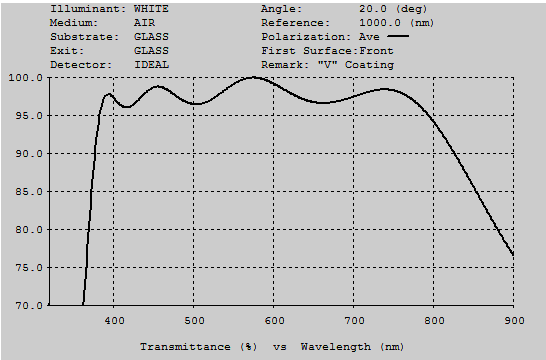 Illuminant: WHITE Angle: 20.0 (deg)
Medium: AIR Reference: 1000.0 (nm)
Substrate: GLASS Polarization: Ave
Exit: GLASS First Surface:Front
Detector: IDEAL Remark: "V" Coating
100.0
95.0
90.0
85.0
80.0
75.0
70.0
400 500 600 700 800 900
Transmittance (%) vs Wavelength (nm)